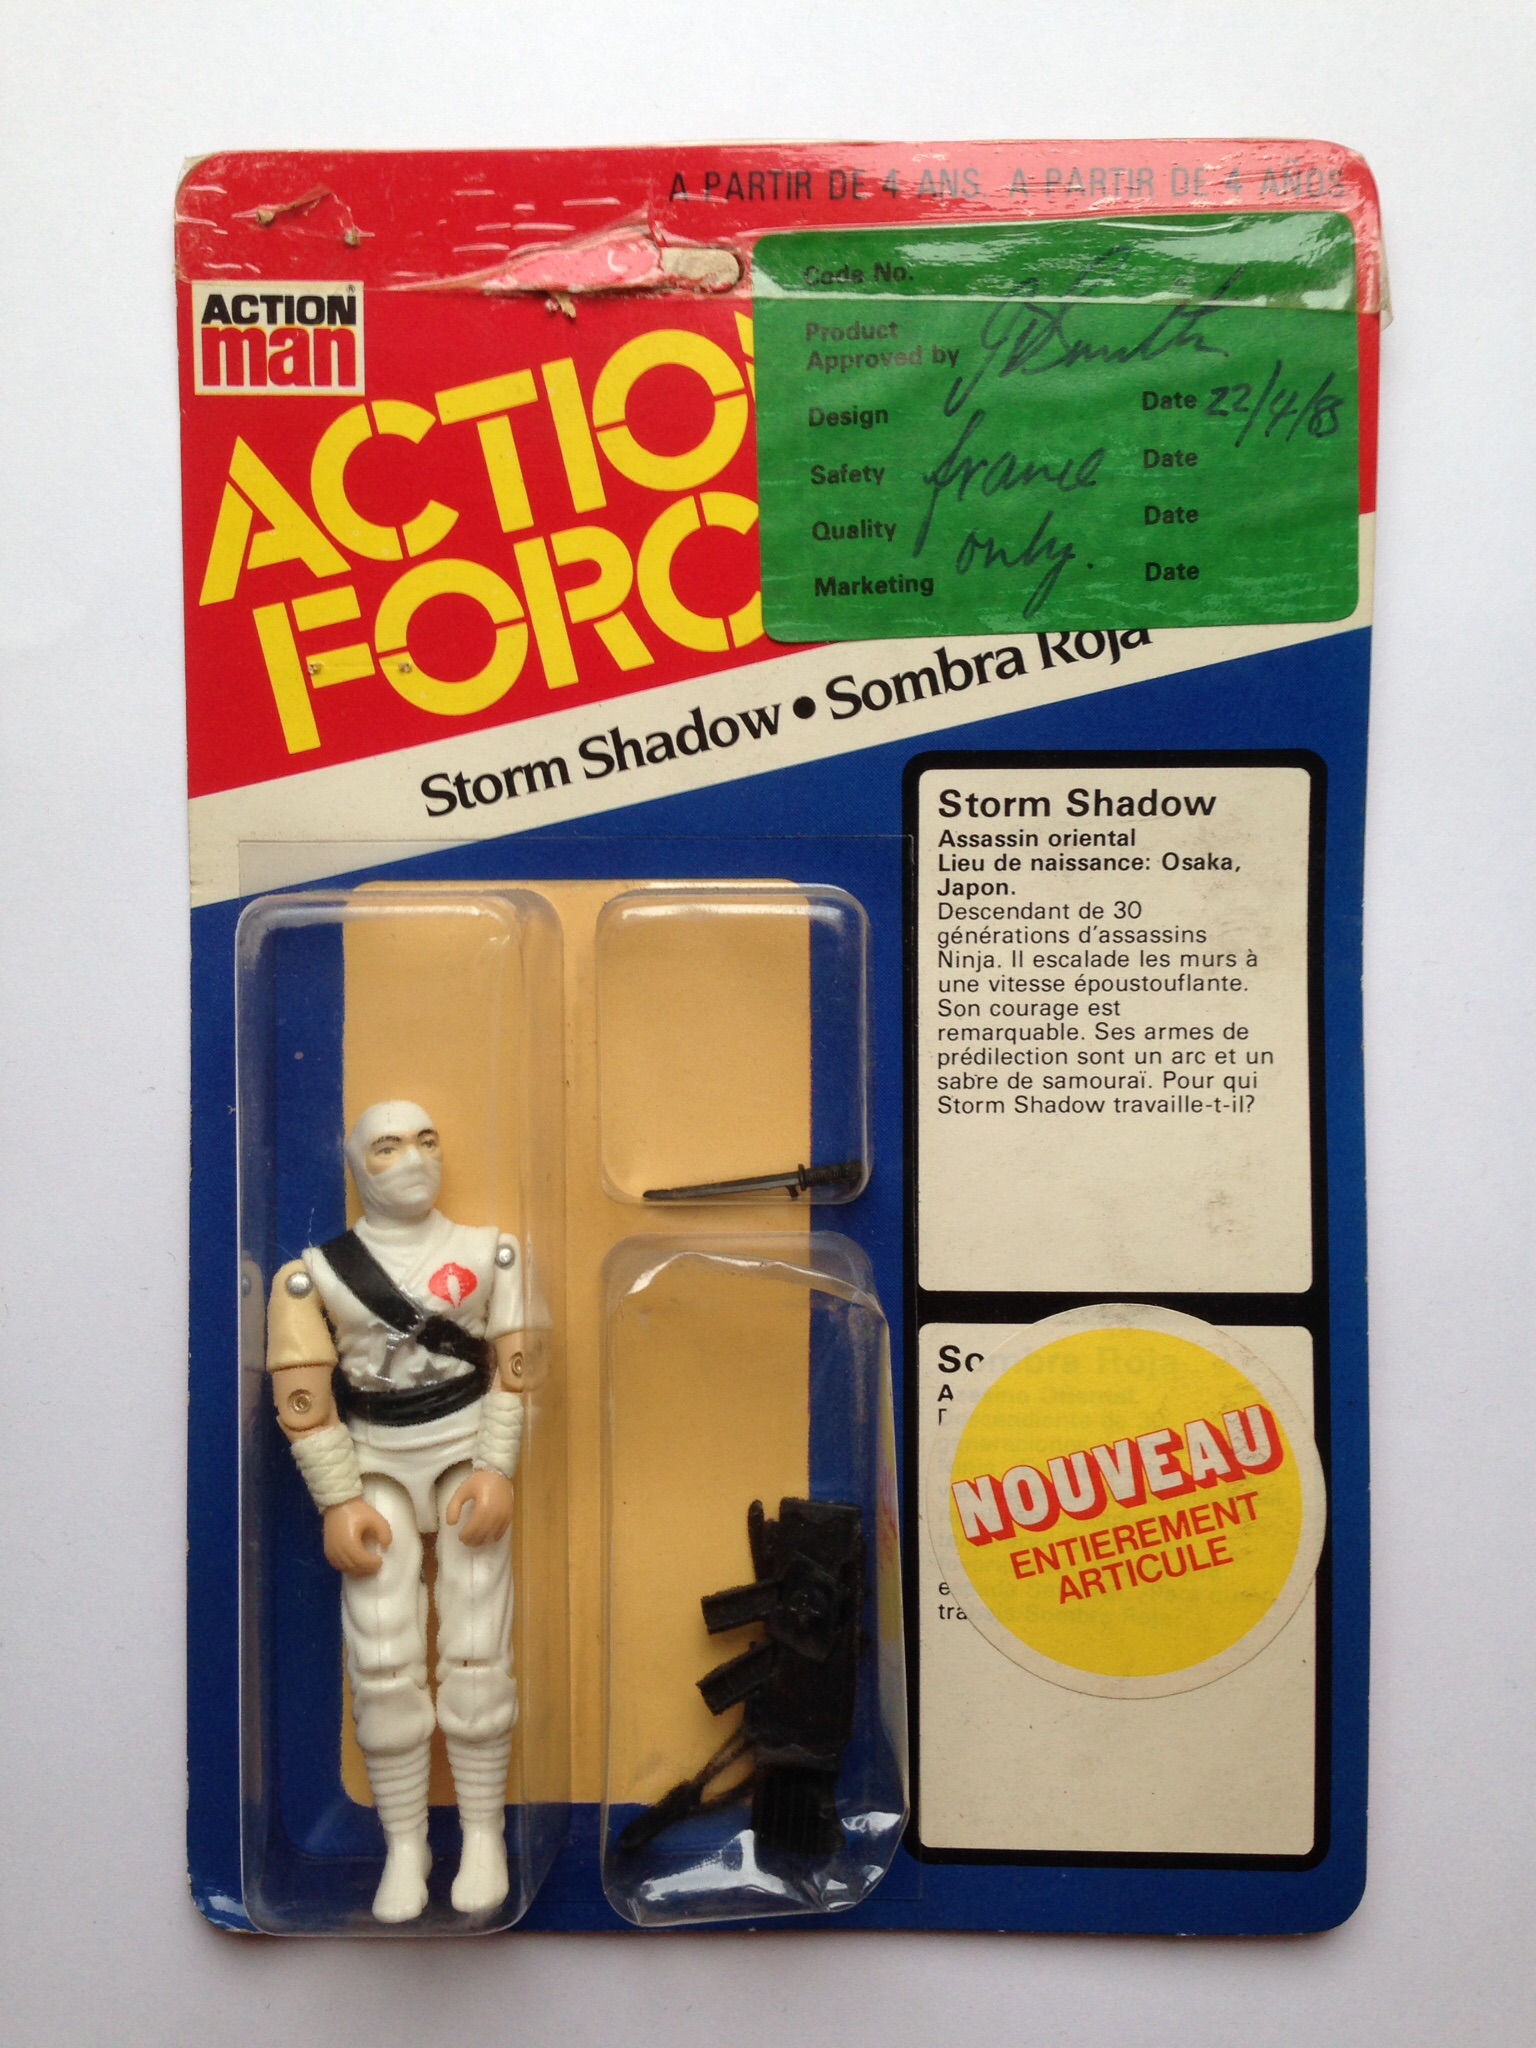 A PARTIR DE 4 ANS. A PARTIR DE 4 AÑOS
ACTION
man
ACTION
FORC
Code No.
Product
Approved by
Design
Date 22/4/85
Safety
Date
Quality
Date
Marketing
Date
france
only.
Storm Shadow • Sombra Roja
Storm Shadow
Assassin oriental
Lieu de naissance: Osaka,
Japon.
Descendant de 30
générations d'assassins
Ninja. Il escalade les murs à
une vitesse époustouflante.
Son courage est
remarquable. Ses armes de
prédilection sont un arc et un
sabre de samouraï. Pour qui
Storm Shadow travaille-t-il?
Sombra Roja
NOUVEAU
ENTIEREMENT
ARTICULE